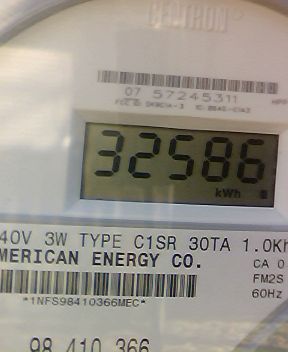 CENTRON®
07 57245311
32586
kWh
40V 3W TYPE C1SR 30TA 1.0Kh
MERICAN ENERGY CO.
CA 0
FM2S
60Hz
*1NFS98410366MEC*
98 410 366